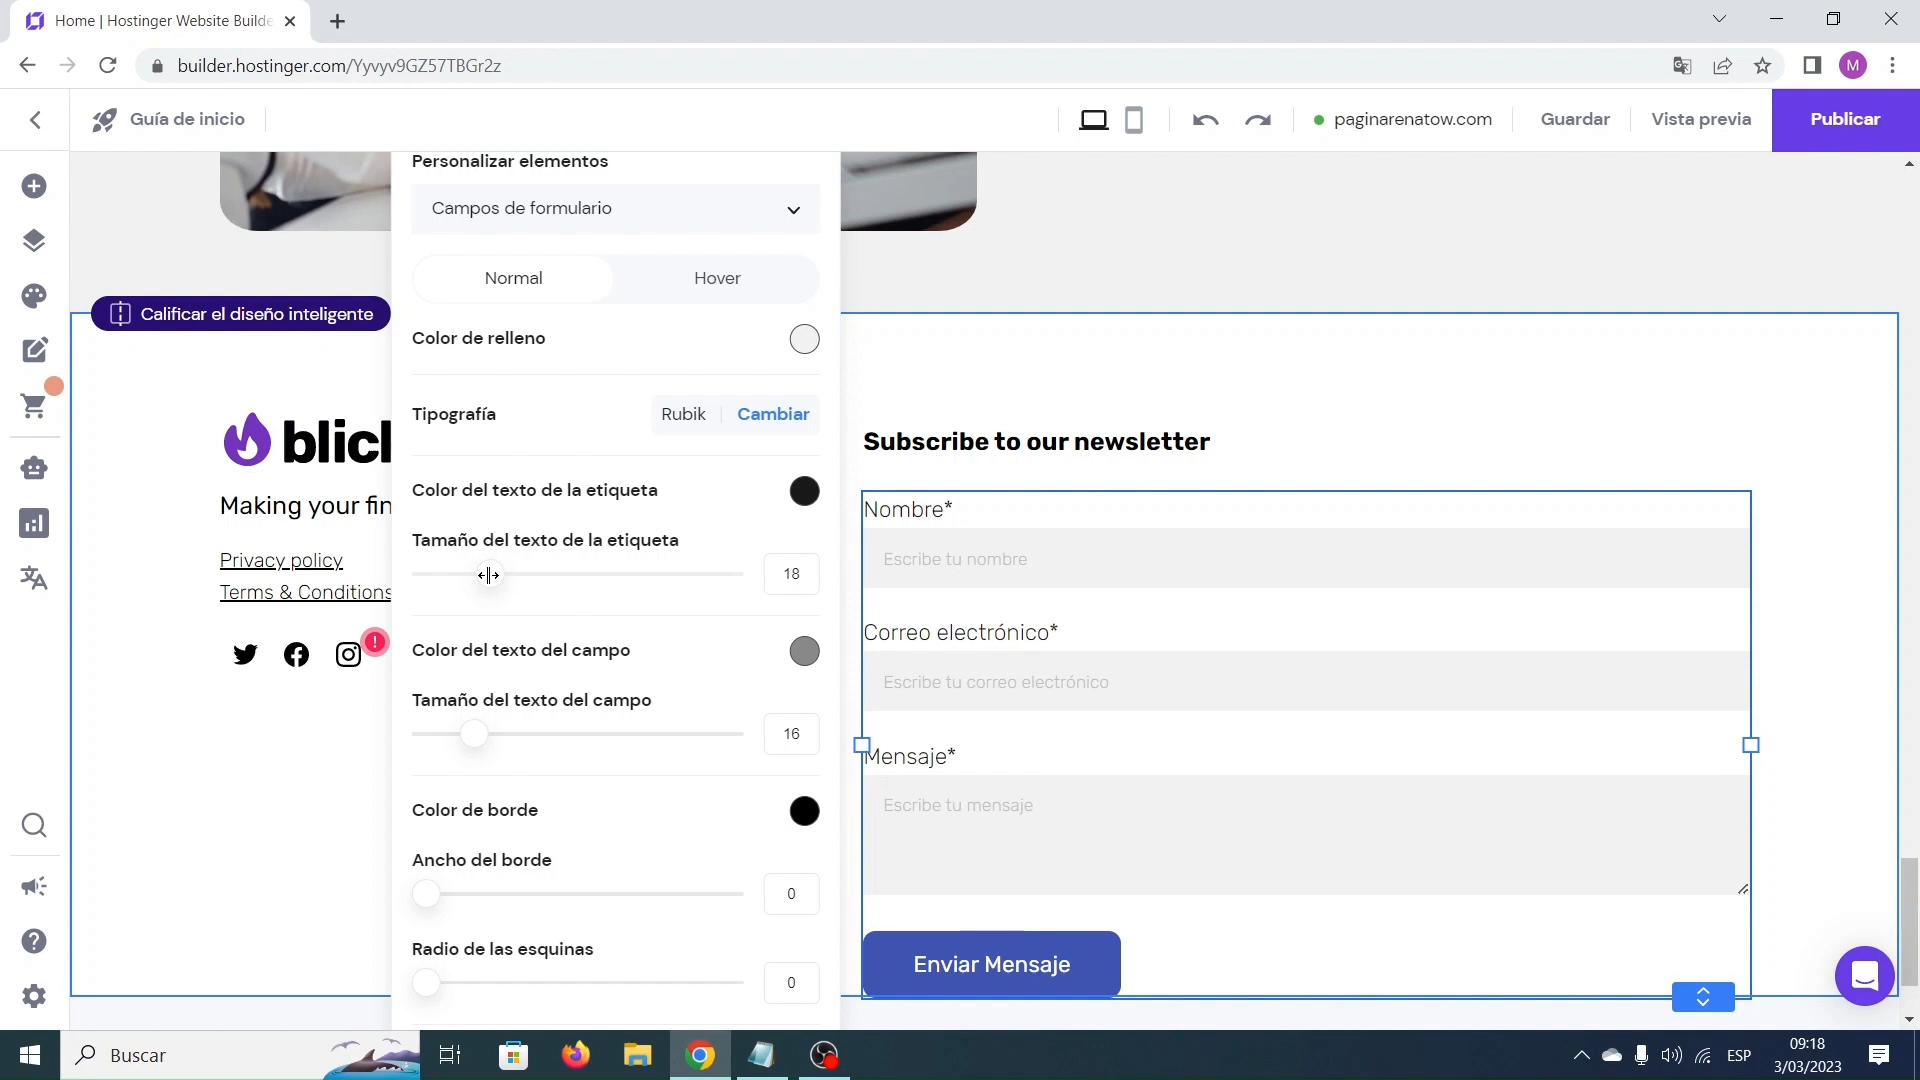 Home | Hostinger Website Builde
builder.hostinger.com/Yyvyv9GZ57TBGr2z
M
Guía de inicio
paginarenatow.com
Guardar
Vista previa
Publicar
Personalizar elementos
Campos de formulario
Normal
Hover
Calificar el diseño inteligente
Color de relleno
Tipografía
Rubik
Cambiar
Color del texto de la etiqueta
Tamaño del texto de la etiqueta
18
Color del texto del campo
Tamaño del texto del campo
16
Color de borde
Ancho del borde
0
Radio de las esquinas
0
Making your fin
Privacy policy
Terms & Conditions
!
Subscribe to our newsletter
Nombre*
Escribe tu nombre
Correo electrónico*
Escribe tu correo electrónico
Mensaje*
Escribe tu mensaje
Enviar Mensaje
Buscar
ESP
09:18
3/03/2023